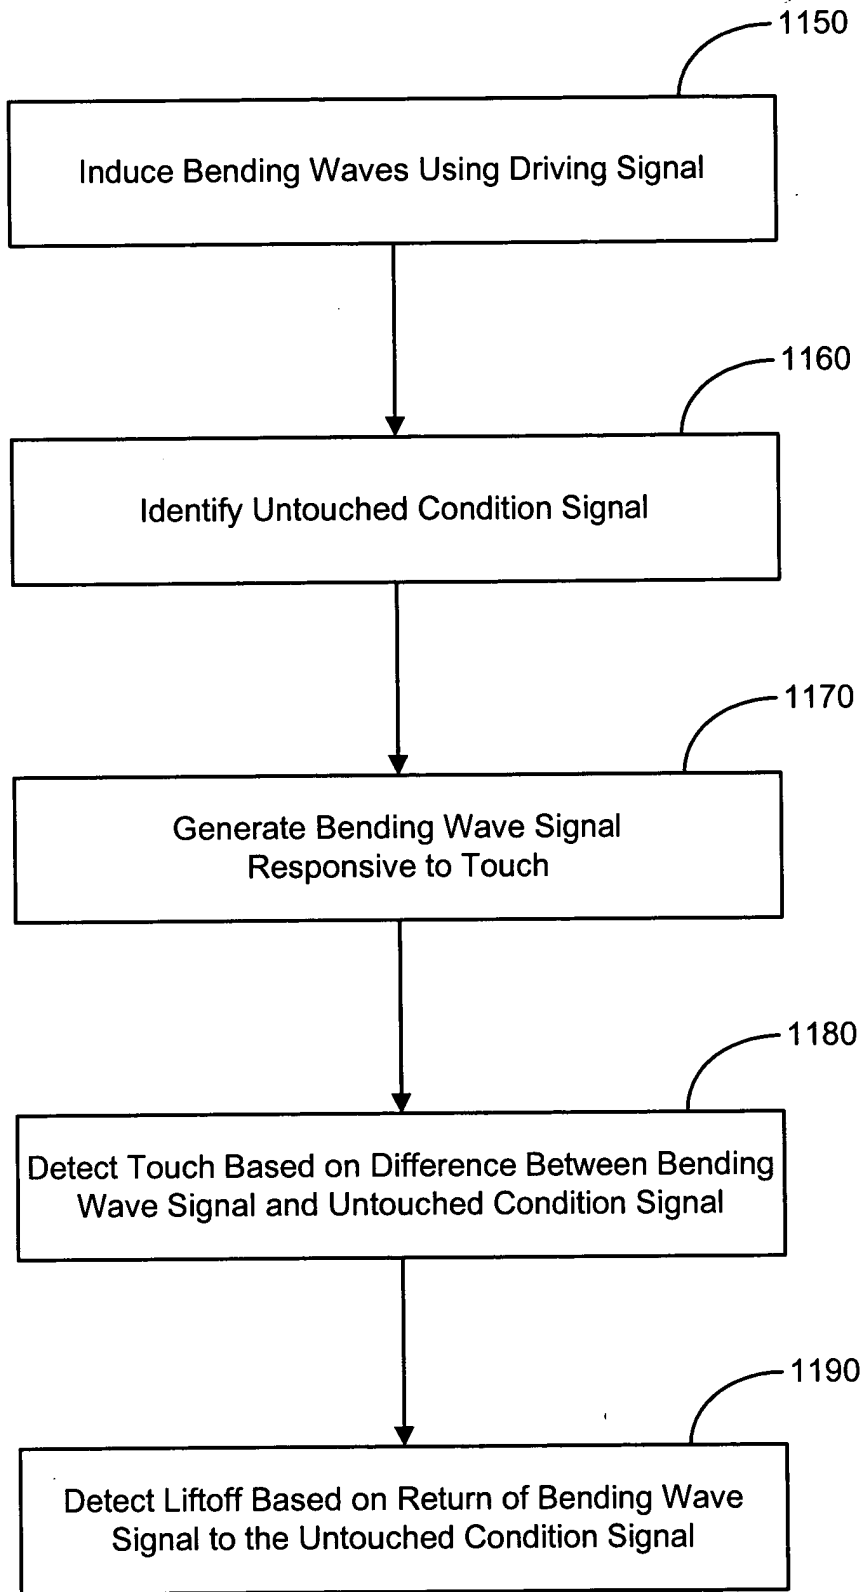 1150
Induce Bending Waves Using Driving Signal
1160
Identify Untouched Condition Signal
1170
Generate Bending Wave Signal
Responsive to Touch
1180
Detect Touch Based on Difference Between Bending
Wave Signal and Untouched Condition Signal
1190
Detect Liftoff Based on Return of Bending Wave
Signal to the Untouched Condition Signal